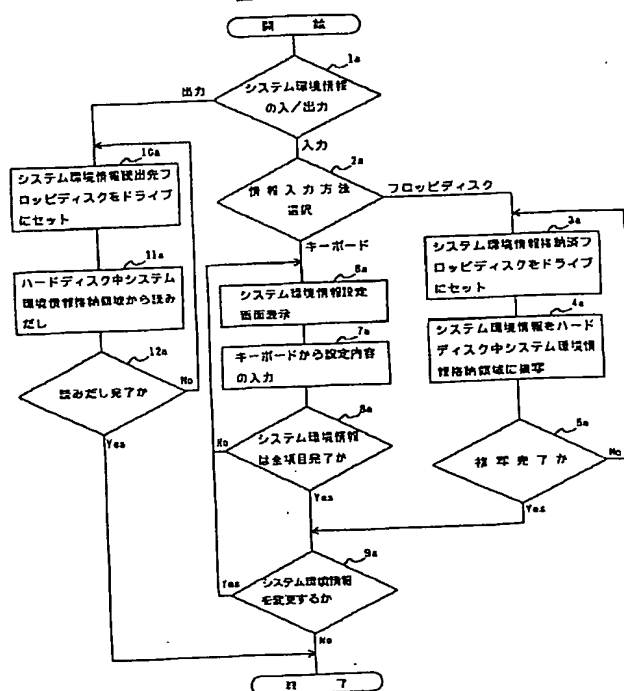 開始
1a
システム環境情報
の入/出力
出力
入力
2a
情報入力方法
選択
フロッピディスク
キーボード
10a
システム環境情報読出先フ
ロッピディスクをドライブ
にセット
11a
ハードディスク中システム
環境情報格納領域から読み
だし
12a
読みだし完了か
No
Yes
3a
システム環境情報格納済フ
ロッピディスクをドライブ
にセット
4a
システム環境情報をハード
ディスク中システム環境情
報格納領域に複写
5a
複写完了か
No
Yes
6a
システム環境情報設定
画面表示
7a
キーボードから設定内容
の入力
8a
システム環境情報
は全項目完了か
No
Yes
9a
システム環境情報
を変更するか
Yes
No
終了